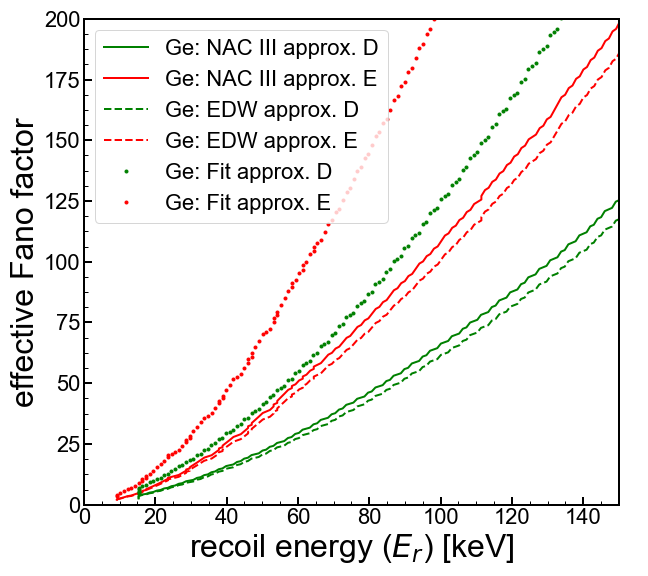 200
175
150
125
100
75
50
25
0
effective Fano factor
Ge: NAC III approx. D
Ge: NAC III approx. E
Ge: EDW approx. D
Ge: EDW approx. E
Ge: Fit approx. D
Ge: Fit approx. E
0 20 40 60 80 100 120 140
recoil energy (E_r) [keV]